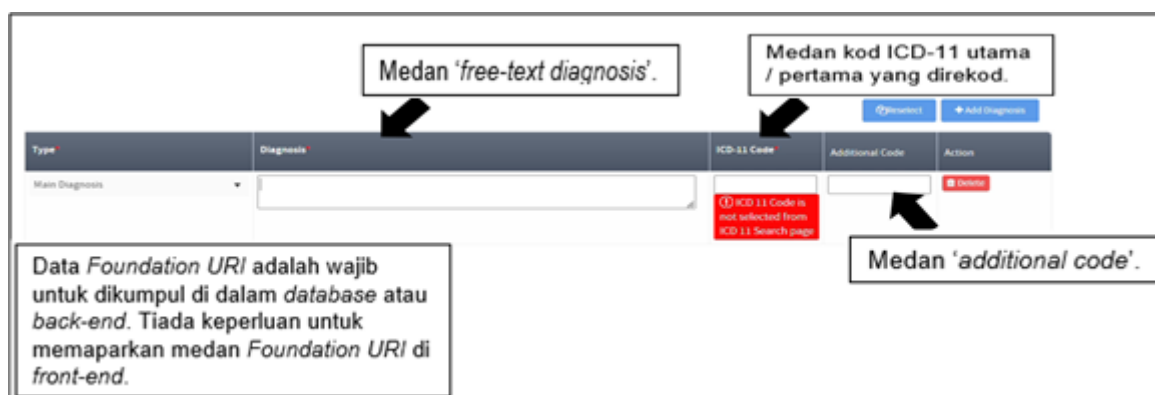 Medan ‘free-text diagnosis’.
Medan kod ICD-11 utama
/ pertama yang direkod.
Reselect
+Add Diagnosis
Type*
Diagnosis*
ICD-11 Code*
Additional Code
Action
Main Diagnosis
Delete
ICD 11 Code is
not selected from
ICD 11 Search page
Medan ‘additional code’.
Data Foundation URI adalah wajib
untuk dikumpul di dalam database atau
back-end. Tiada keperluan untuk
memaparkan medan Foundation URI di
front-end.